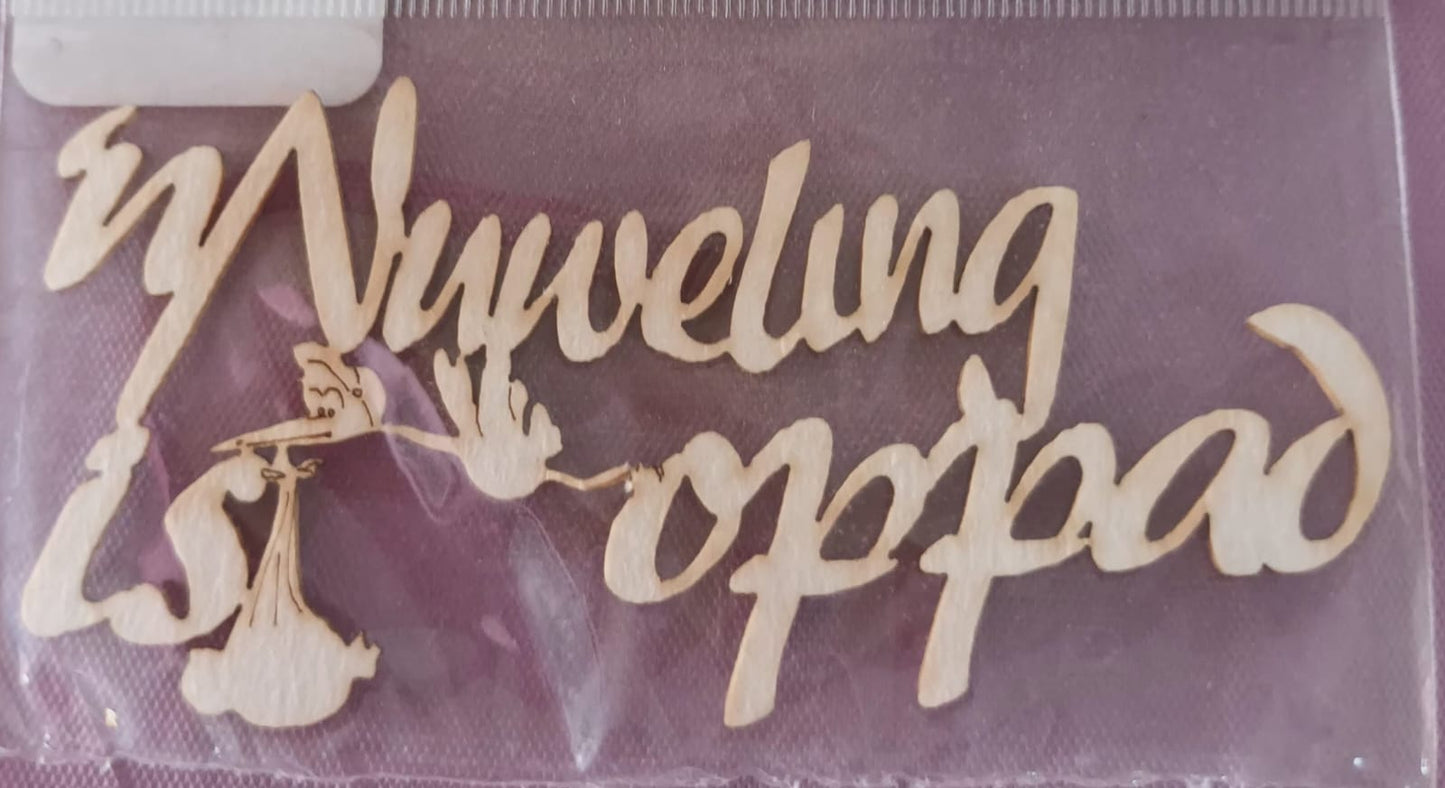 'n Nuweling
is oppad